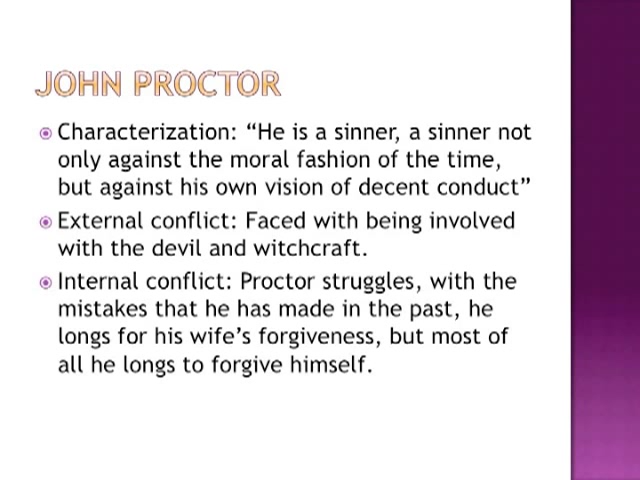 JOHN PROCTOR
Characterization: “He is a sinner, a sinner not
only against the moral fashion of the time,
but against his own vision of decent conduct”
External conflict: Faced with being involved
with the devil and witchcraft.
Internal conflict: Proctor struggles, with the
mistakes that he has made in the past, he
longs for his wife’s forgiveness, but most of
all he longs to forgive himself.